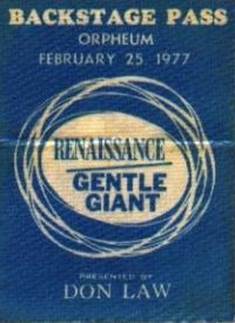 BACKSTAGE PASS
ORPHEUM
FEBRUARY 25 1977
RENAISSANCE
GENTLE
GIANT
PRESENTED BY
DON LAW